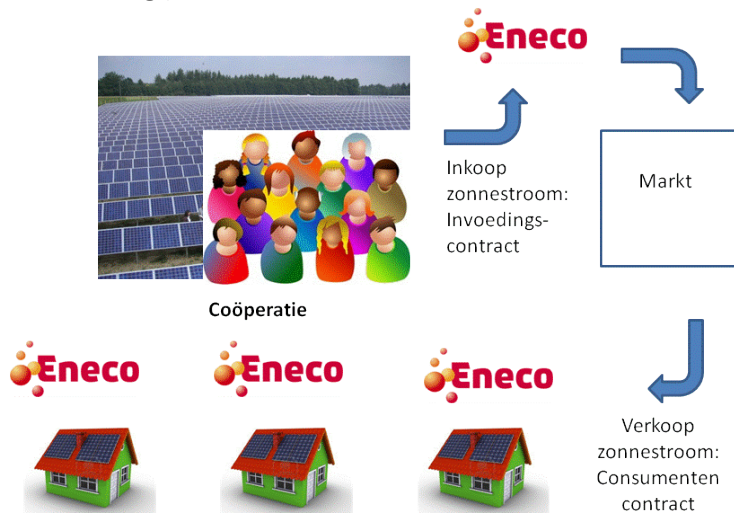 Eneco
Inkoop
zonnestroom:
Invoedings-
contract
Markt
Coöperatie
Eneco
Eneco
Eneco
Verkoop
zonnestroom:
Consumenten
contract